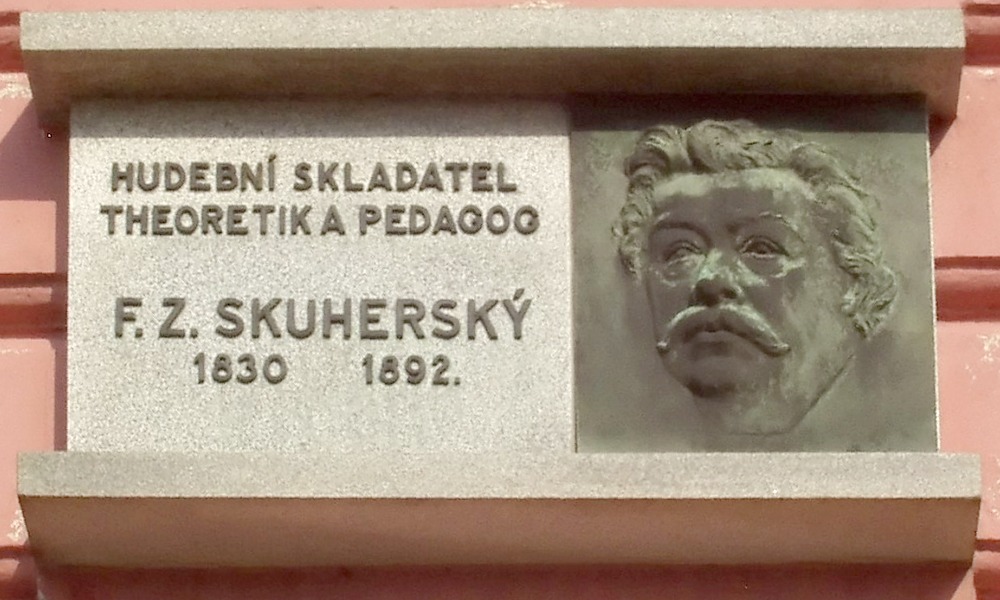 HUDEBNÍ SKLADATEL
THEORETIK A PEDAGOG
F. Z. SKUHERSKÝ
1830 1892.